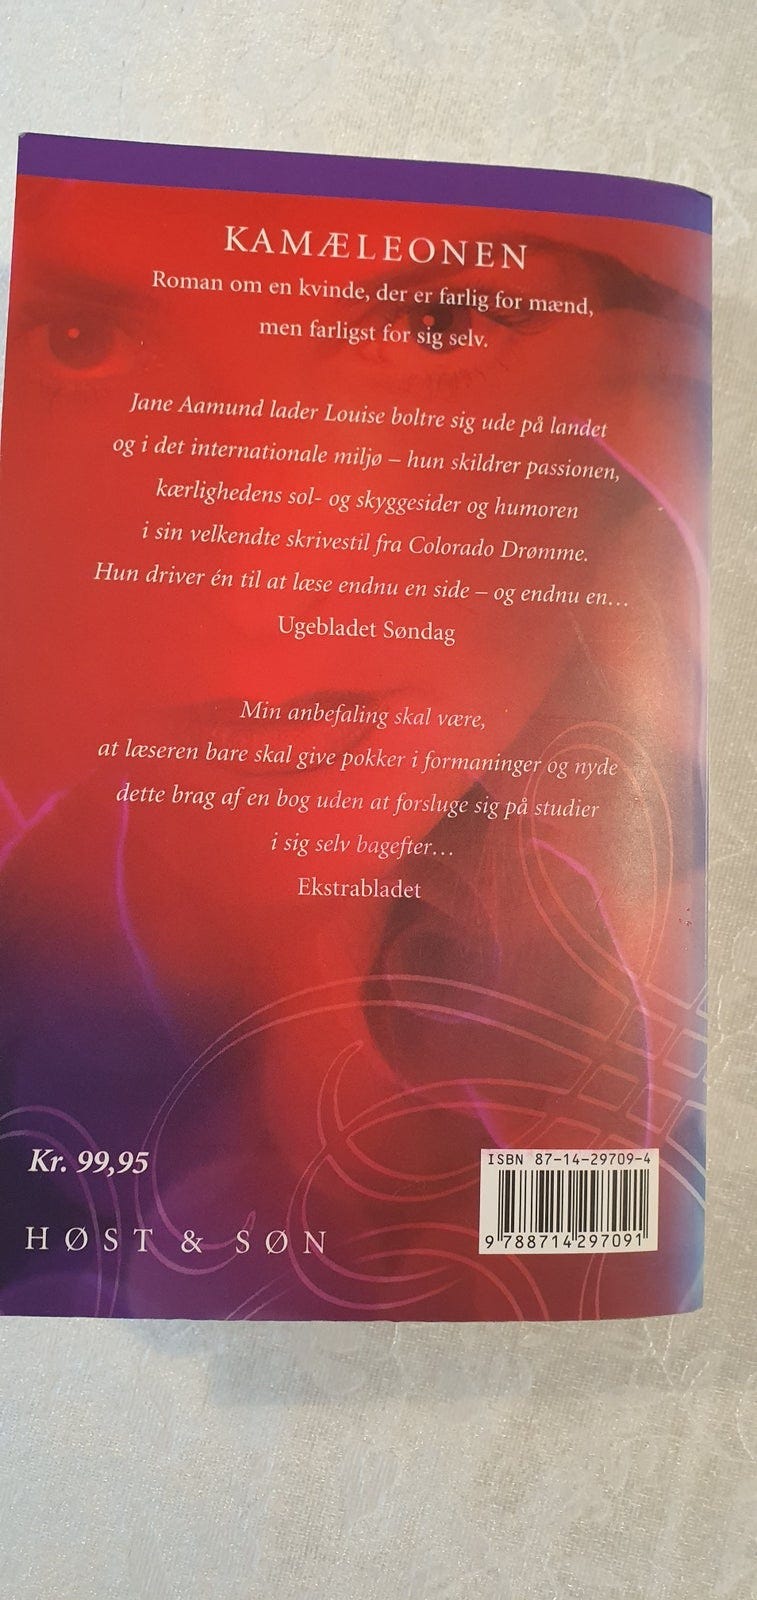 KAMÆLEONEN
Roman om en kvinde, der er farlig for mænd,
men farligst for sig selv.
Jane Aamund lader Louise boltre sig ude på landet
og i det internationale miljø – hun skildrer passionen,
kærlighedens sol- og skyggesider og humoren
i sin velkendte skrivestil fra Colorado Drømme.
Hun driver én til at læse endnu en side – og endnu en...
Ugebladet Søndag
Min anbefaling skal være,
at læseren bare skal give pokker i formaninger og nyde
dette brag af en bog uden at forsluge sig på studier
i sig selv bagefter...
Ekstrabladet
Kr. 99,95
HØST & SØN
ISBN 87-14-29709-4
9 788714 297091